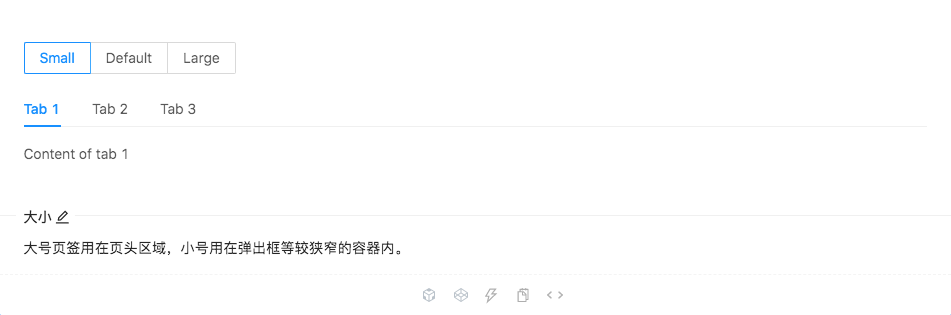 Small Default Large
Tab 1 Tab 2 Tab 3
Content of tab 1
大小
大号页签用在页头区域，小号用在弹出框等较狭窄的容器内。